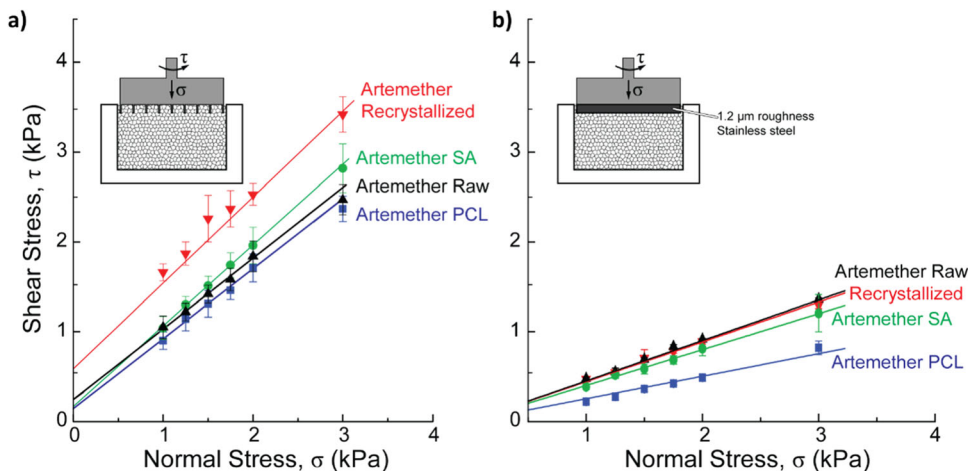 a)
4
3
2
1
0
Shear Stress, τ (kPa)
τ
σ
Artemether
Recrystallized
Artemether SA
Artemether Raw
Artemether PCL
0 1 2 3 4
Normal Stress, σ (kPa)
b)
4
3
2
1
0
τ
σ
1.2 µm roughness
Stainless steel
Artemether Raw
Recrystallized
Artemether SA
Artemether PCL
1 2 3 4
Normal Stress, σ (kPa)